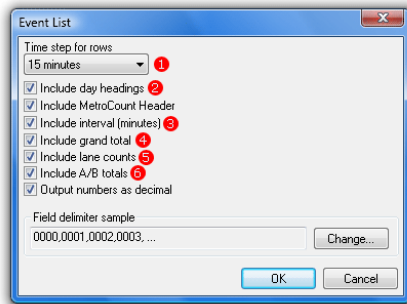 Event List
Time step for rows
15 minutes 1
Include day headings 2
Include MetroCount Header
Include interval (minutes) 3
Include grand total 4
Include lane counts 5
Include A/B totals 6
Output numbers as decimal
Field delimiter sample
0000,0001,0002,0003, ...
Change...
OK Cancel